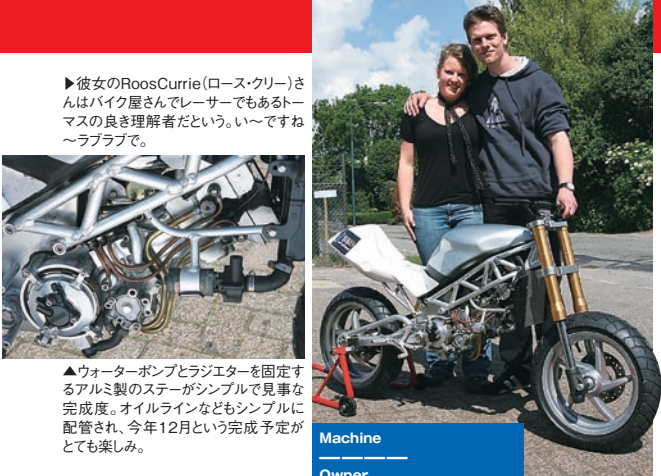 ▶彼女のRoosCurrie（ロース・クリー）さ
んはバイク屋さんでレーサーでもあるトー
マスの良き理解者だという。い～ですね
～ラブラブで。
▲ウォーターポンプとラジエターを固定す
るアルミ製のステーがシンプルで見事な
完成度。オイルラインなどもシンプルに
配管され、今年12月という完成予定が
とても楽しみ。
Machine
—————
Owner